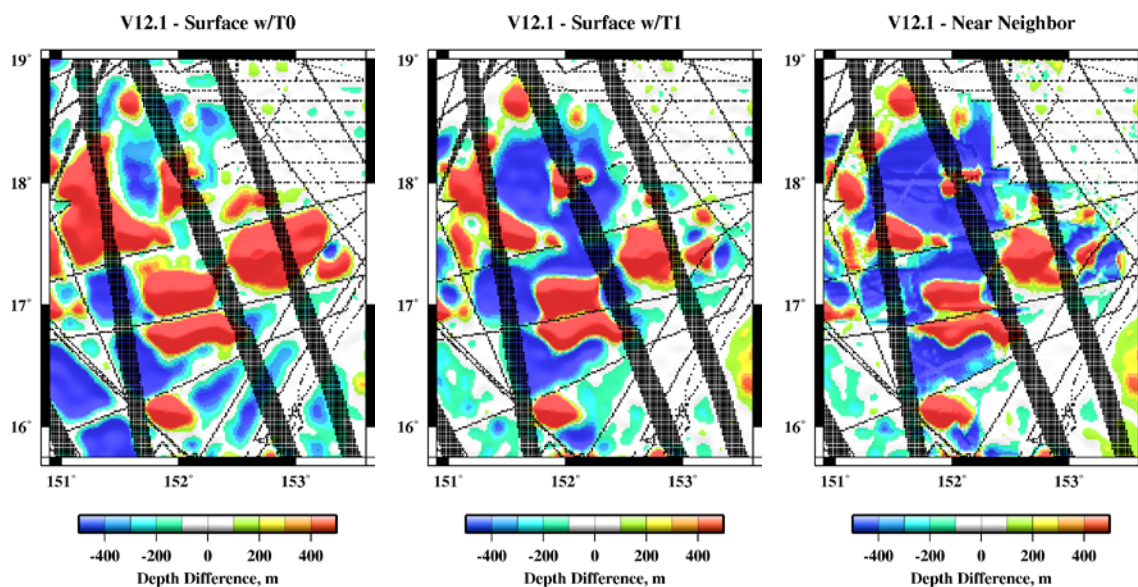 V12.1 - Surface w/T0
V12.1 - Surface w/T1
V12.1 - Near Neighbor
19°
18°
17°
16°
151° 152° 153°
19°
18°
17°
16°
151° 152° 153°
19°
18°
17°
16°
151° 152° 153°
-400 -200 0 200 400
Depth Difference, m
-400 -200 0 200 400
Depth Difference, m
-400 -200 0 200 400
Depth Difference, m